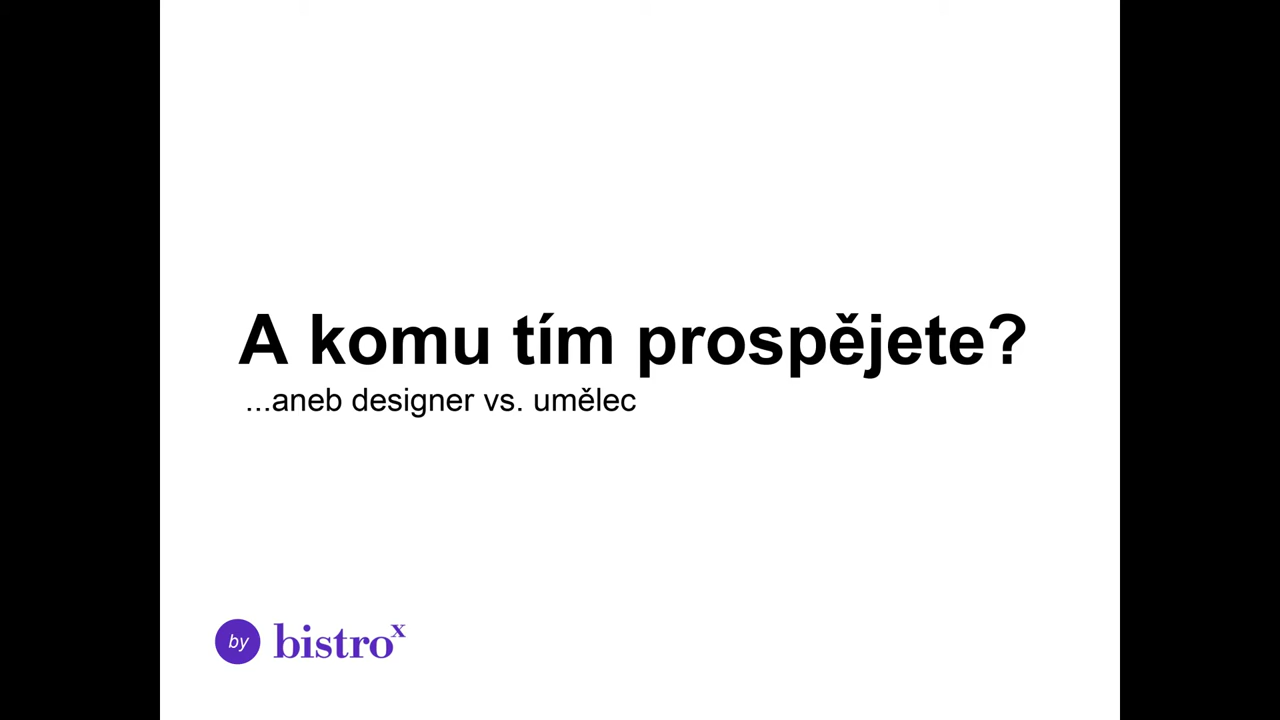 A komu tím prospějete?
...aneb designer vs. umělec
by bistro x